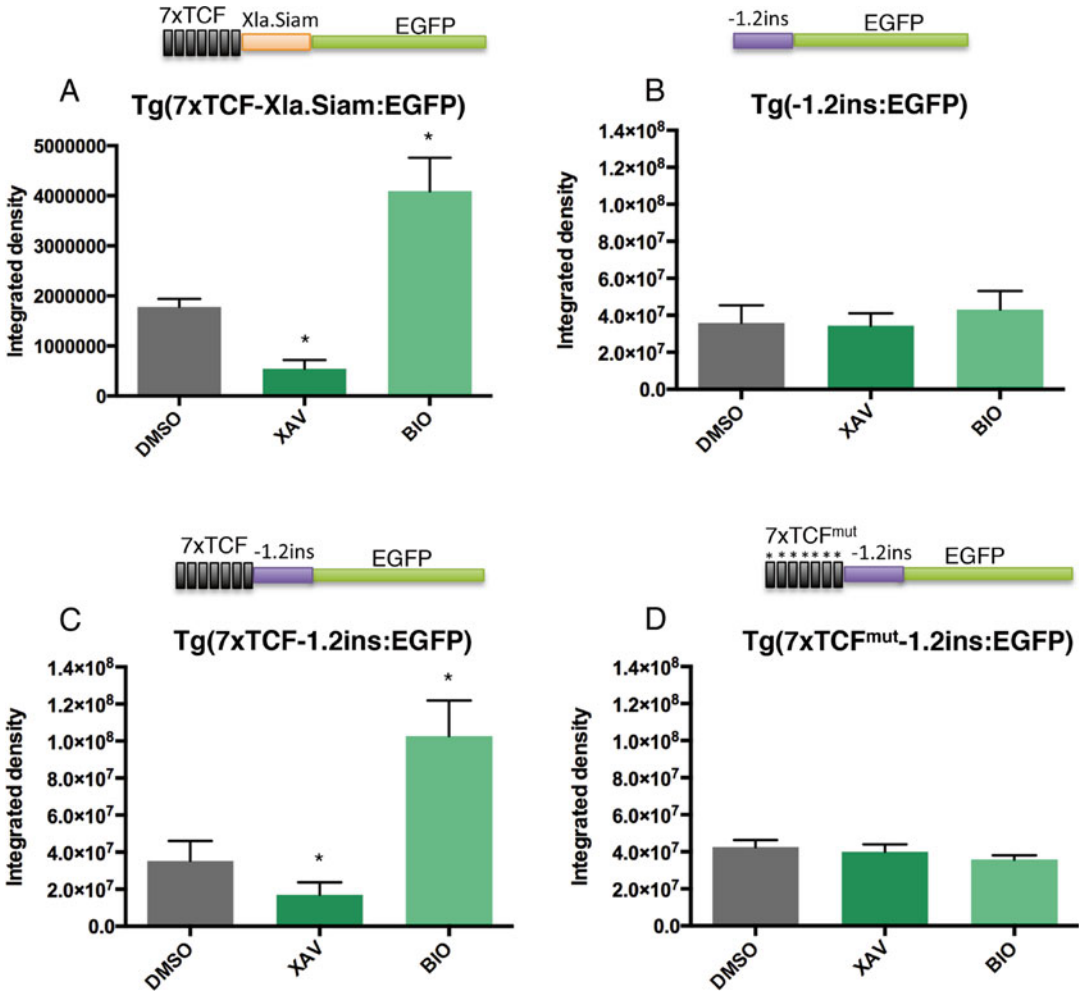 7xTCF
Xla.Siam
EGFP
A
Tg(7xTCF-Xla.Siam:EGFP)
Integrated density
5000000
4000000
3000000
2000000
1000000
0
*
*
DMSO
XAV
BIO
-1.2ins
EGFP
B
Tg(-1.2ins:EGFP)
Integrated density
1.4×10⁸
1.2×10⁸
1.0×10⁸
8.0×10⁷
6.0×10⁷
4.0×10⁷
2.0×10⁷
0.0
DMSO
XAV
BIO
7xTCF
-1.2ins
EGFP
C
Tg(7xTCF-1.2ins:EGFP)
Integrated density
1.4×10⁸
1.2×10⁸
1.0×10⁸
8.0×10⁷
6.0×10⁷
4.0×10⁷
2.0×10⁷
0.0
*
*
DMSO
XAV
BIO
7xTCFᵐᵘᵗ
*******
-1.2ins
EGFP
D
Tg(7xTCFᵐᵘᵗ-1.2ins:EGFP)
Integrated density
1.4×10⁸
1.2×10⁸
1.0×10⁸
8.0×10⁷
6.0×10⁷
4.0×10⁷
2.0×10⁷
0.0
DMSO
XAV
BIO